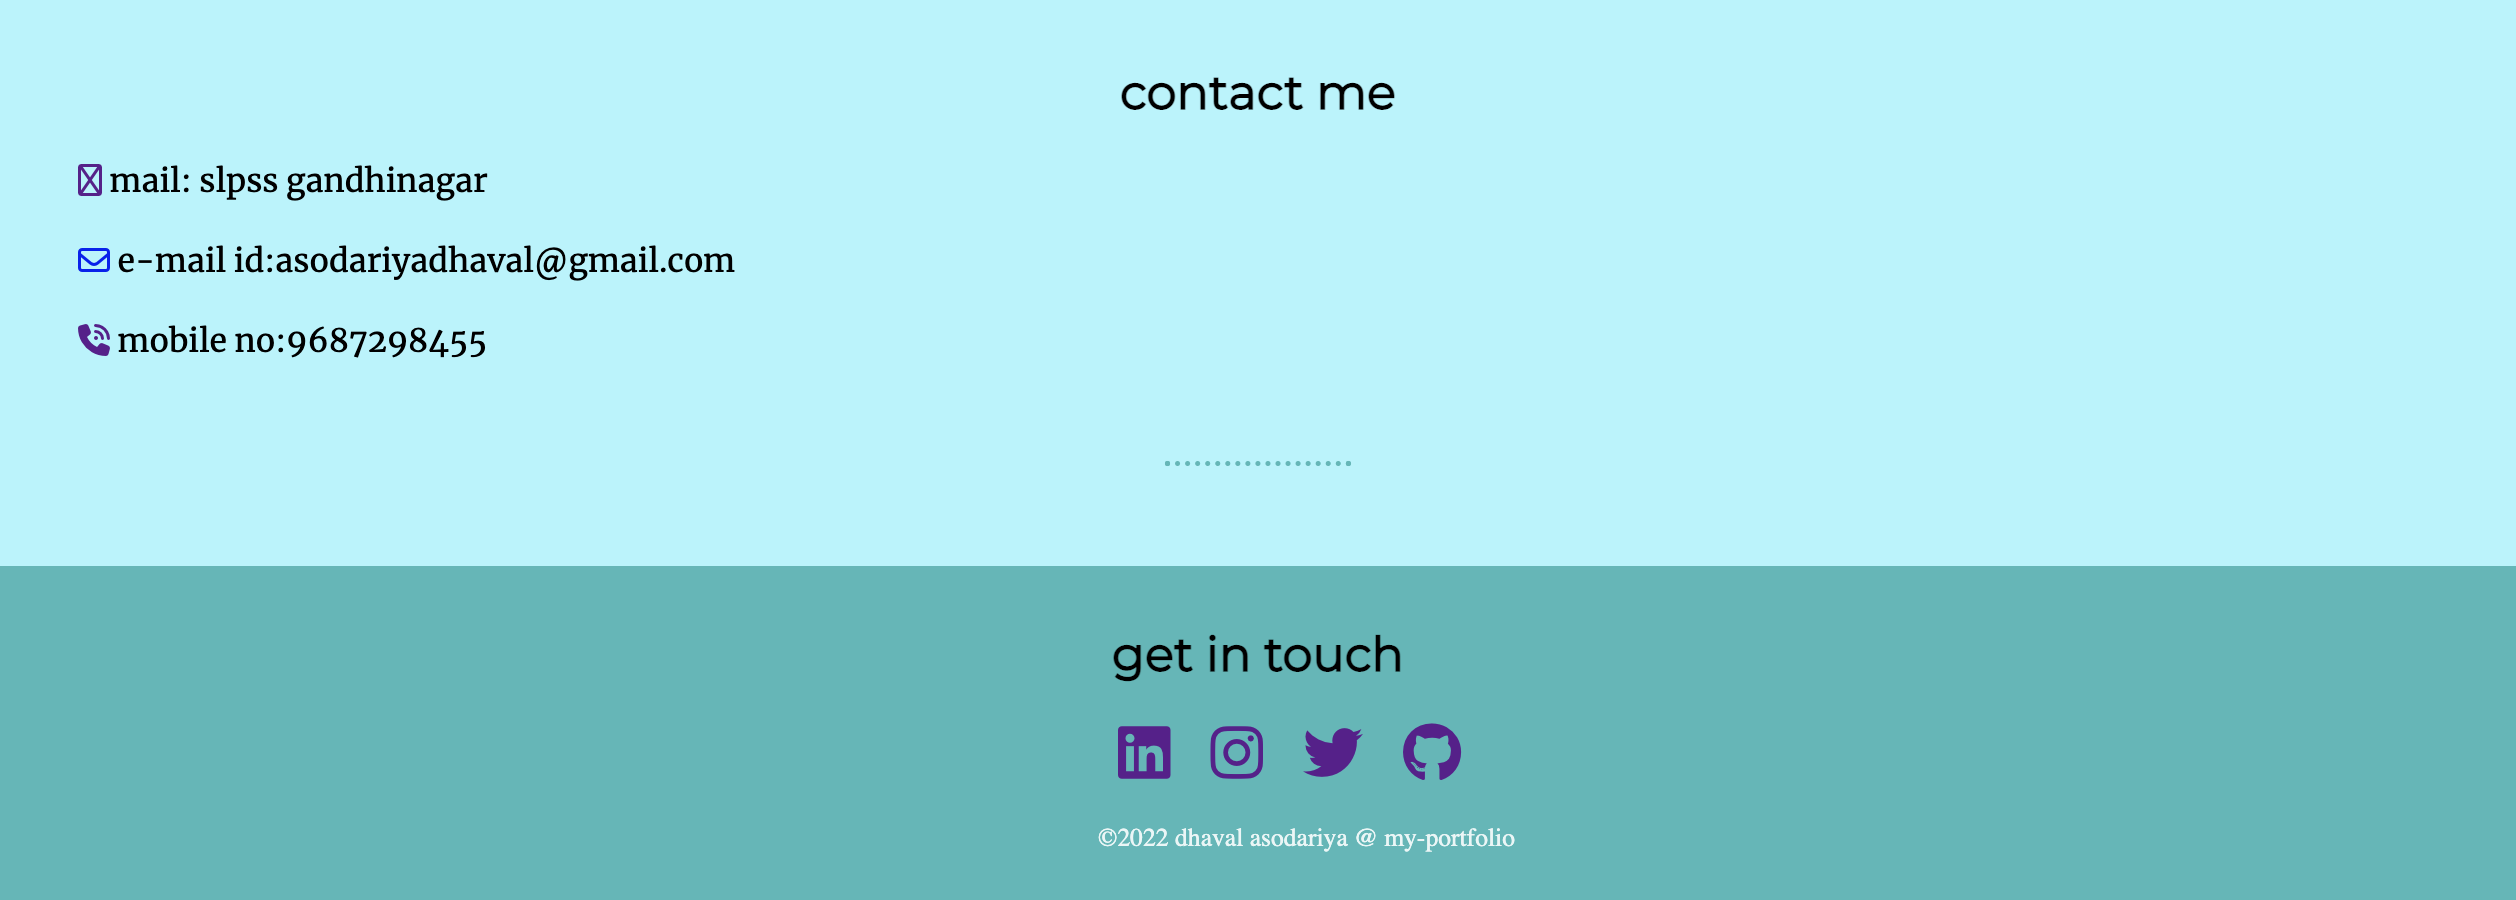 contact me
mail: slpss gandhinagar
e-mail id:asodariyadhaval@gmail.com
mobile no:9687298455
get in touch
in
©2022 dhaval asodariya @ my-portfolio